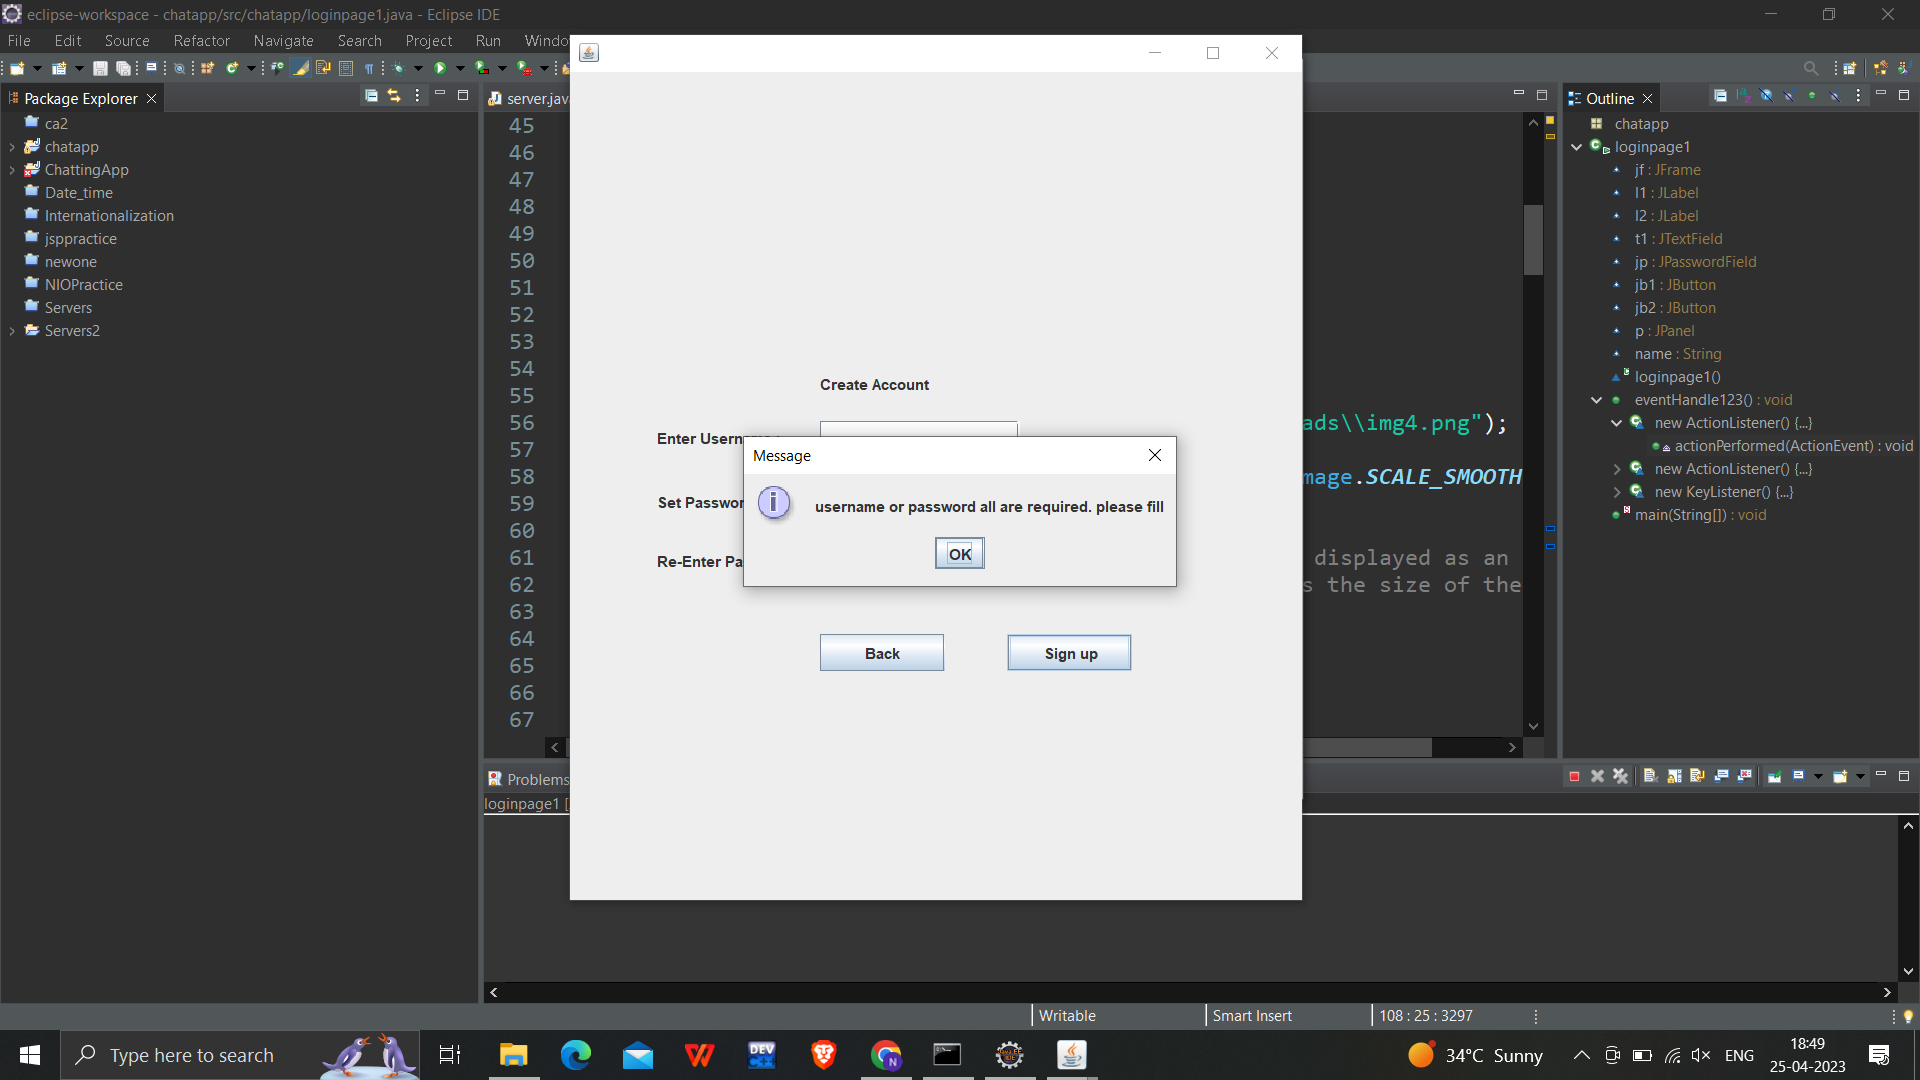 eclipse-workspace - chatapp/src/chatapp/loginpage1.java - Eclipse IDE
File Edit Source Refactor Navigate Search Project Run
Package Explorer
ca2
chatapp
ChattingApp
Date_time
Internationalization
jsppractice
newone
NIOPractice
Servers
Servers2
45
46
47
48
49
50
51
52
53
54
55
56
57
58
59
60
61
62
63
64
65
66
67
ads\\img4.png");
mage.SCALE_SMOOTH
displayed as an
s the size of the
Create Account
Enter
Re-Enter
Back
Sign up
Message
username or password all are required. please fill
OK
Outline
chatapp
loginpage1
jf : JFrame
l1 : JLabel
l2 : JLabel
t1 : JTextField
jp : JPasswordField
jb1 : JButton
jb2 : JButton
p : JPanel
name : String
loginpage1()
eventHandle123() : void
new ActionListener() {...}
actionPerformed(ActionEvent) : void
new ActionListener() {...}
new KeyListener() {...}
main(String[]) : void
Problems
loginpage1 [
Writable
Smart Insert
108 : 25 : 3297
Type here to search
DEV
34°C Sunny
ENG
18:49
25-04-2023